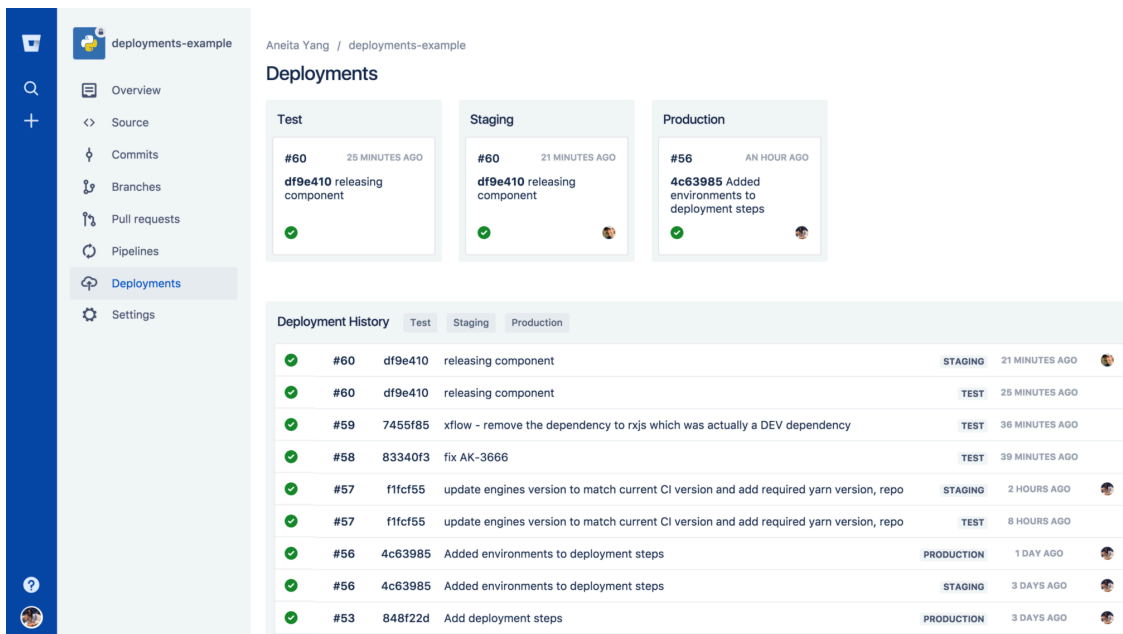 deployments-example
Overview
Source
Commits
Branches
Pull requests
Pipelines
Deployments
Settings
Aneita Yang / deployments-example
Deployments
Test
#60 25 MINUTES AGO
df9e410 releasing
component
Staging
#60 21 MINUTES AGO
df9e410 releasing
component
Production
#56 AN HOUR AGO
4c63985 Added
environments to
deployment steps
Deployment History Test Staging Production
#60 df9e410 releasing component STAGING 21 MINUTES AGO
#60 df9e410 releasing component TEST 25 MINUTES AGO
#59 7455f85 xflow - remove the dependency to rxjs which was actually a DEV dependency TEST 36 MINUTES AGO
#58 83340f3 fix AK-3666 TEST 39 MINUTES AGO
#57 f1fcf55 update engines version to match current CI version and add required yarn version, repo STAGING 2 HOURS AGO
#57 f1fcf55 update engines version to match current CI version and add required yarn version, repo TEST 8 HOURS AGO
#56 4c63985 Added environments to deployment steps PRODUCTION 1 DAY AGO
#56 4c63985 Added environments to deployment steps STAGING 3 DAYS AGO
#53 848f22d Add deployment steps PRODUCTION 3 DAYS AGO